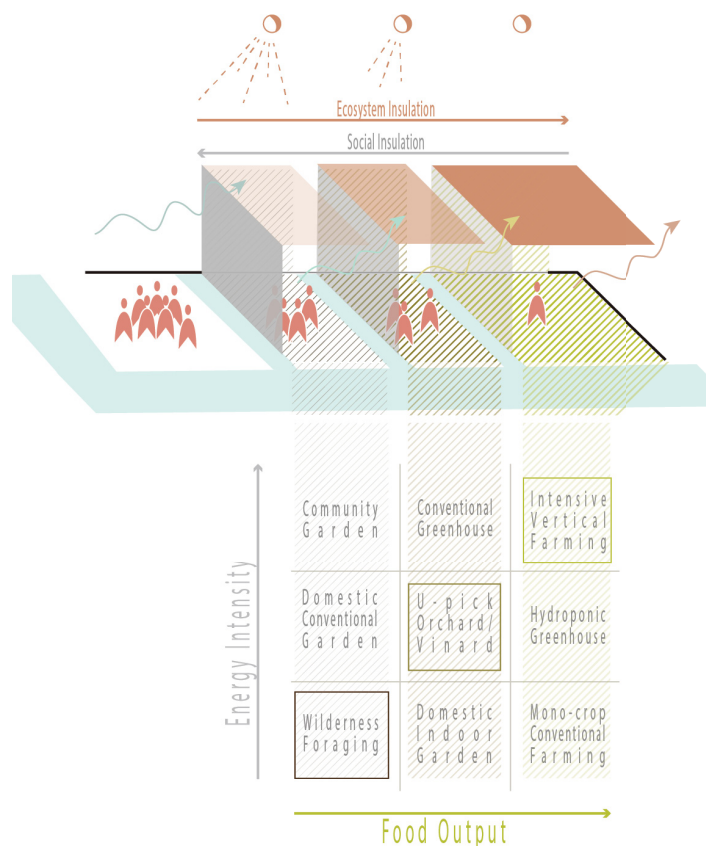 Ecosystem Insulation
Social Insulation
Energy Intensity
Community
Garden
Conventional
Greenhouse
Intensive
Vertical
Farming
Domestic
Conventional
Garden
U-pick
Orchard/
Vinard
Hydroponic
Greenhouse
Wilderness
Foraging
Domestic
Indoor
Garden
Mono-crop
Conventional
Farming
Food Output